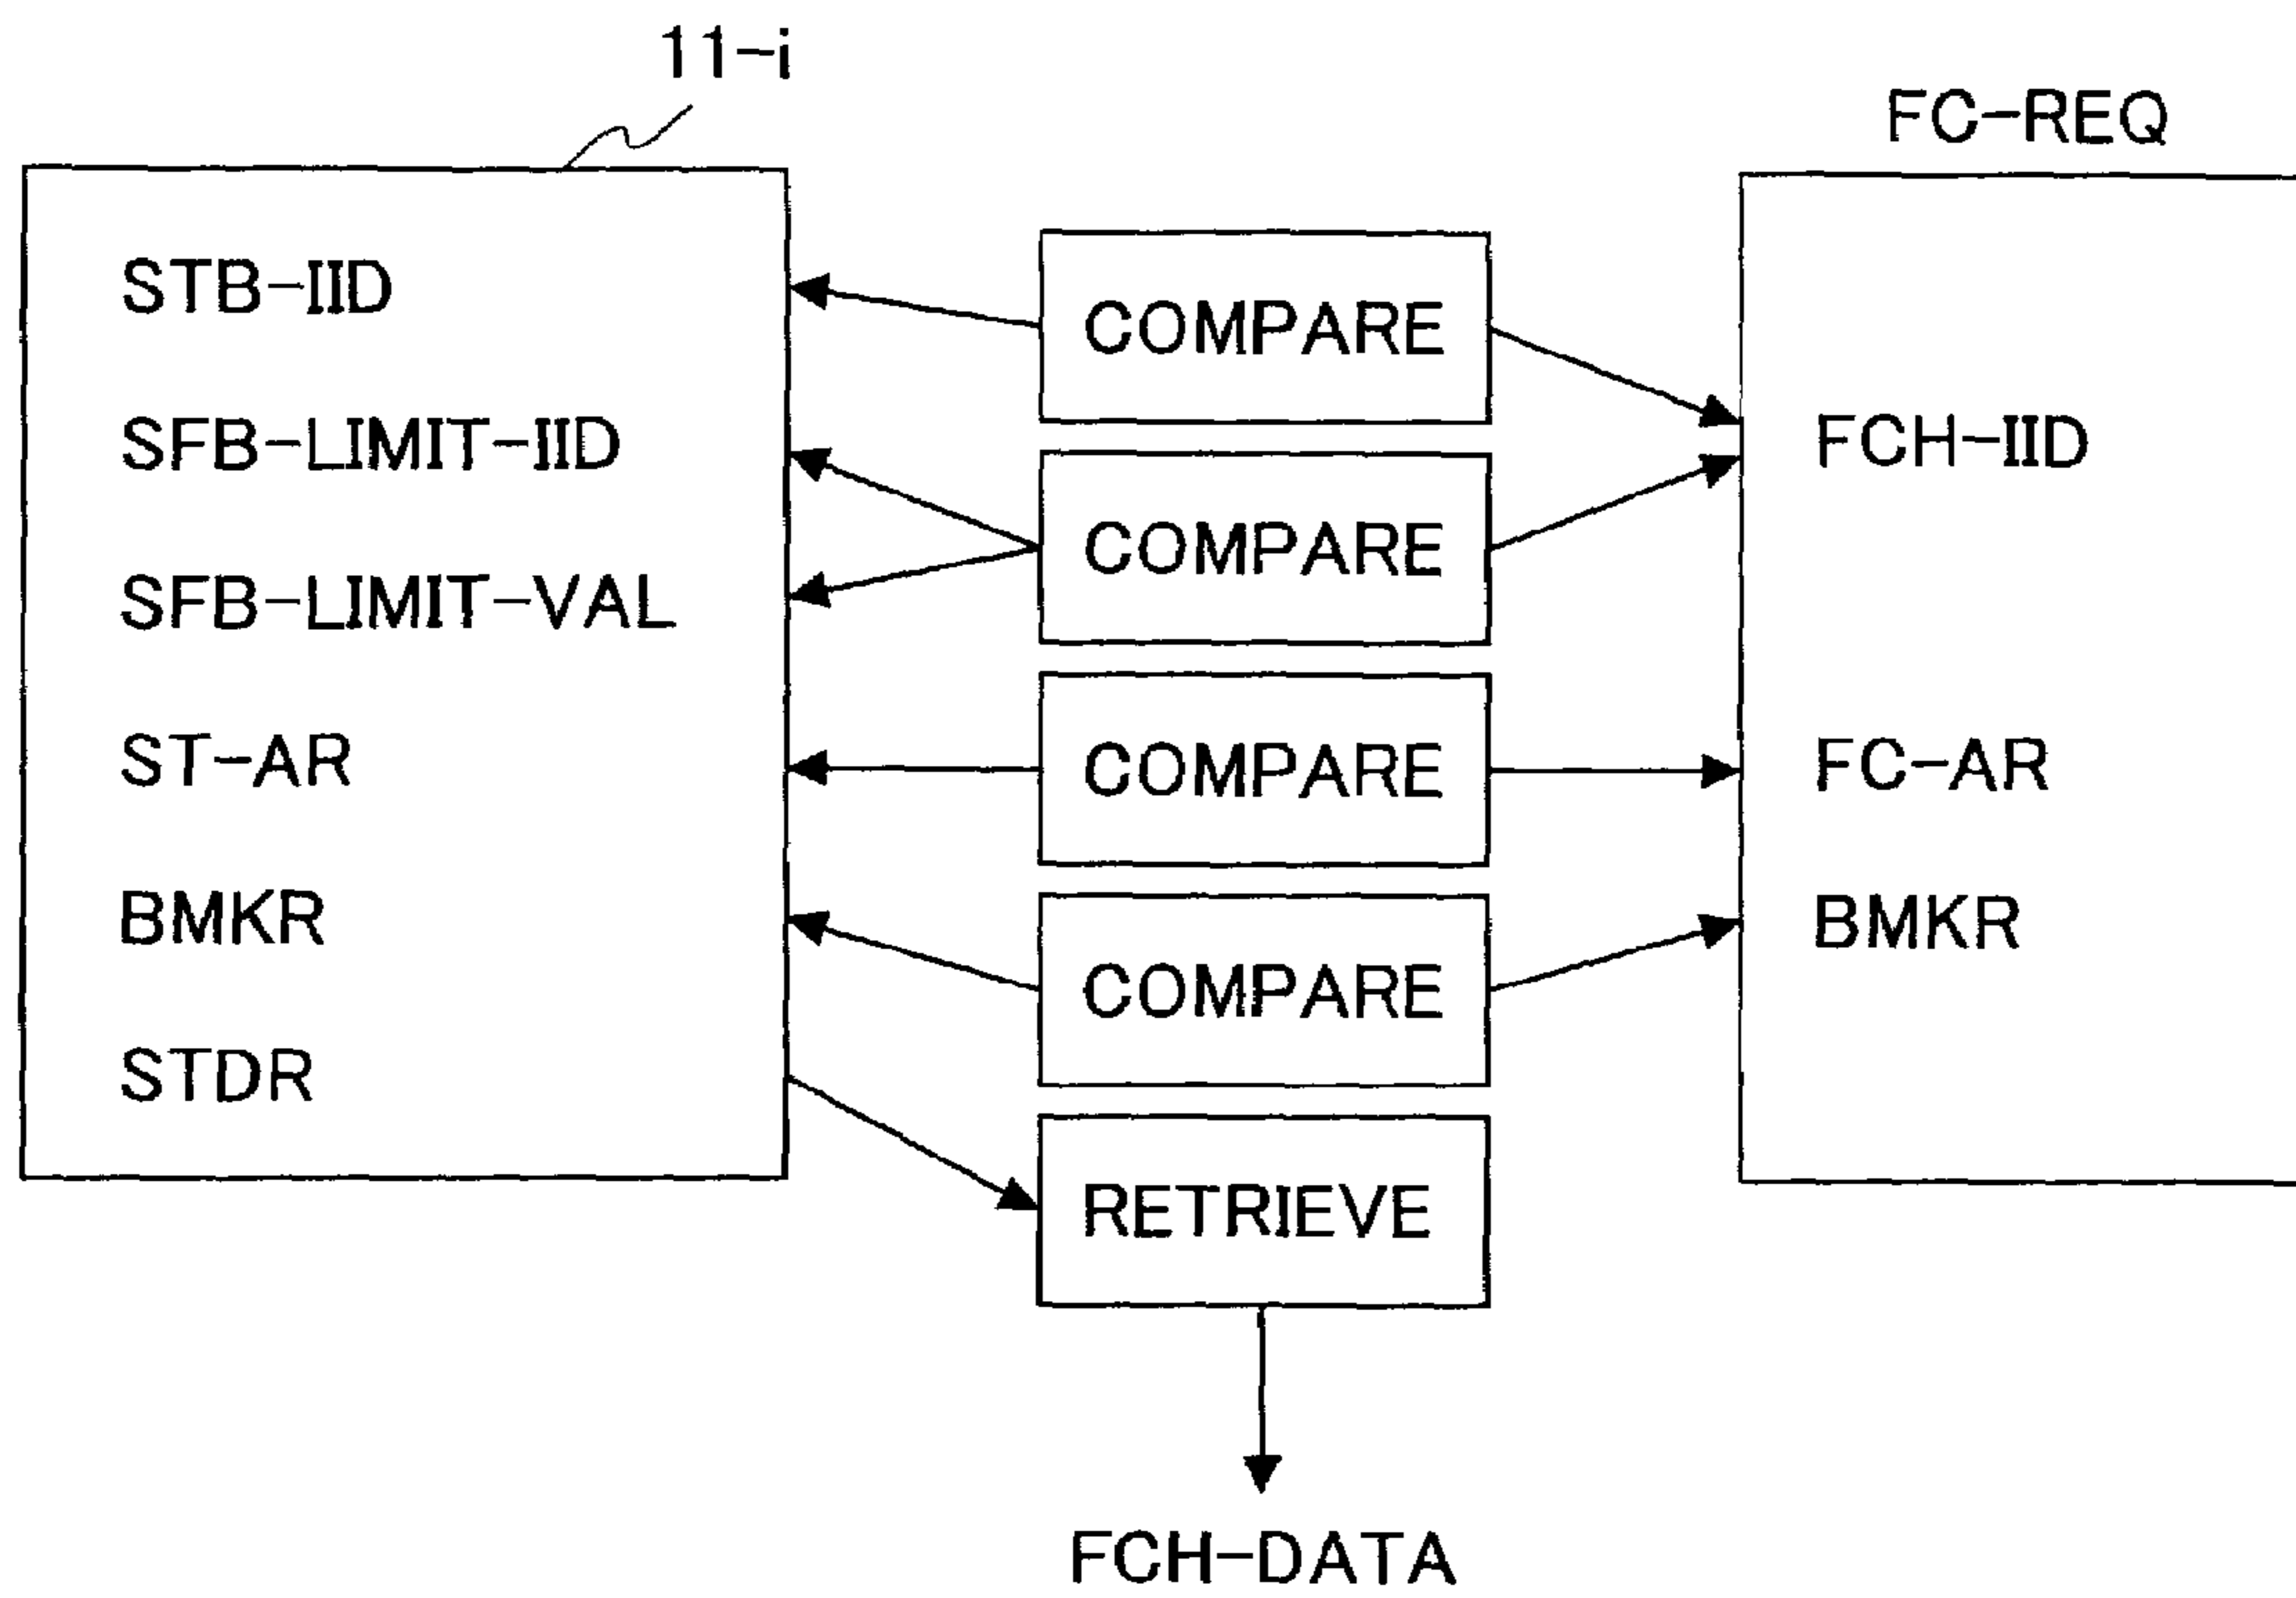 11-i
STB-IID
SFB-LIMIT-IID
SFB-LIMIT-VAL
ST-AR
BMKR
STDR
COMPARE
COMPARE
COMPARE
COMPARE
RETRIEVE
FCH-DATA
FC-REQ
FCH-IID
FC-AR
BMKR